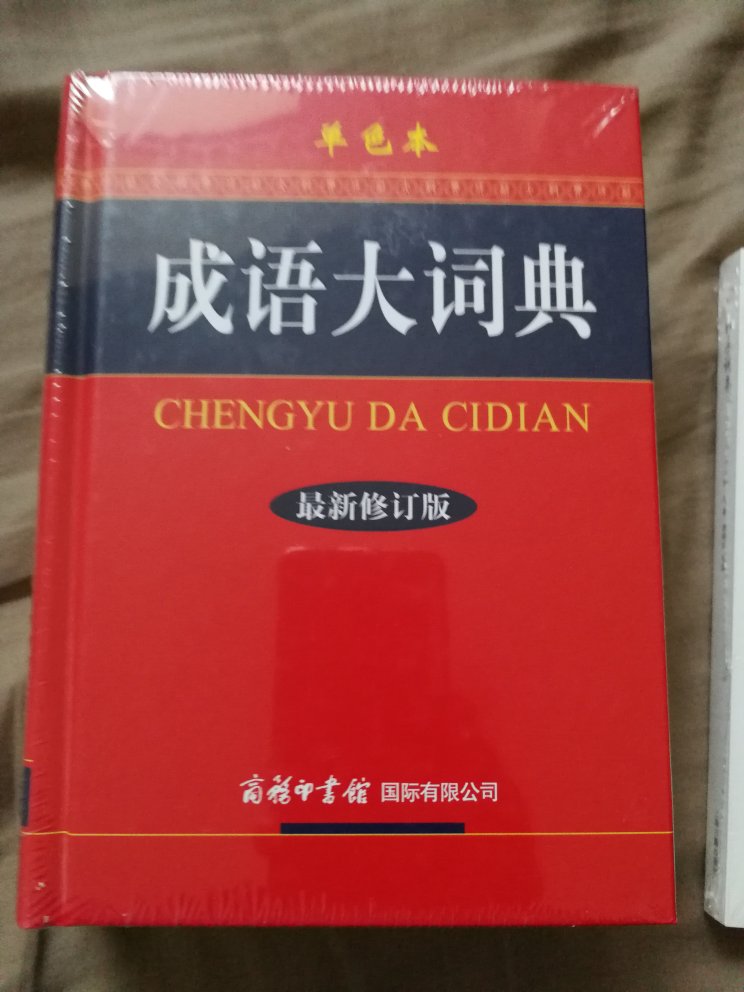 单色本
成语大词典
CHENGYU DA CIDIAN
最新修订版
商务印书馆 国际有限公司